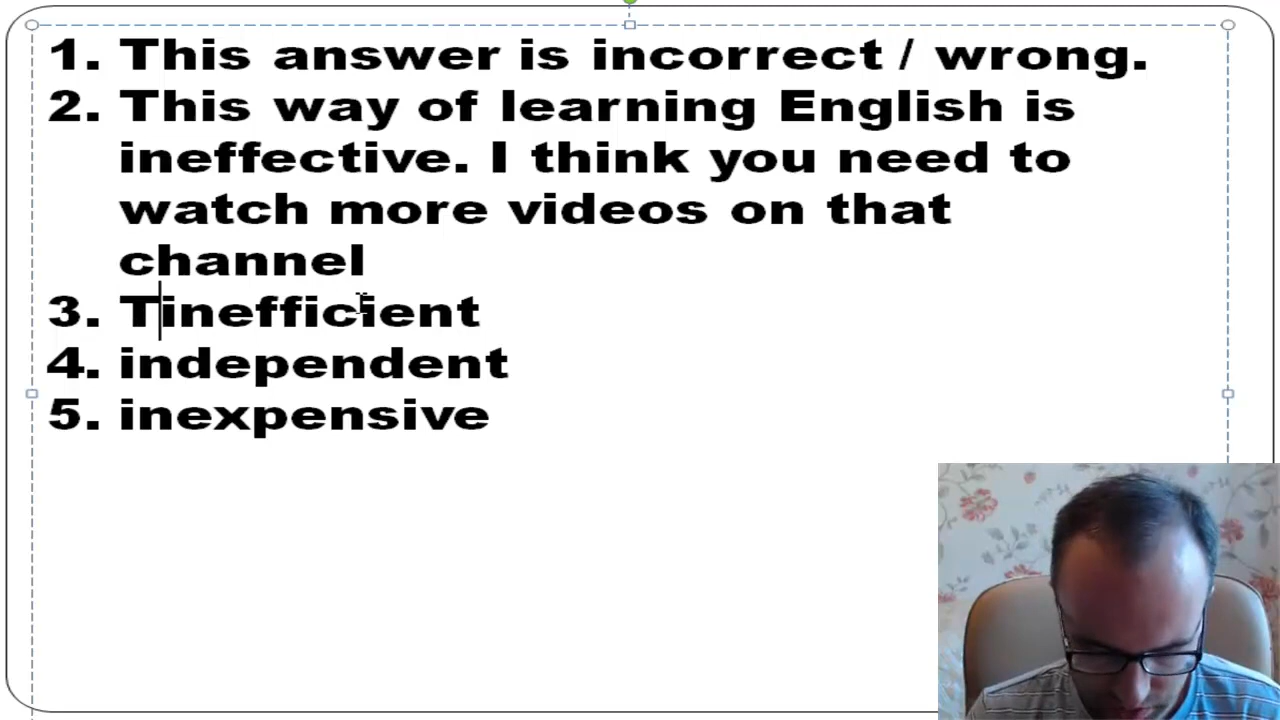 1. This answer is incorrect / wrong.
2. This way of learning English is
ineffective. I think you need to
watch more videos on that
channel
3. Tinefficient
4. independent
5. inexpensive